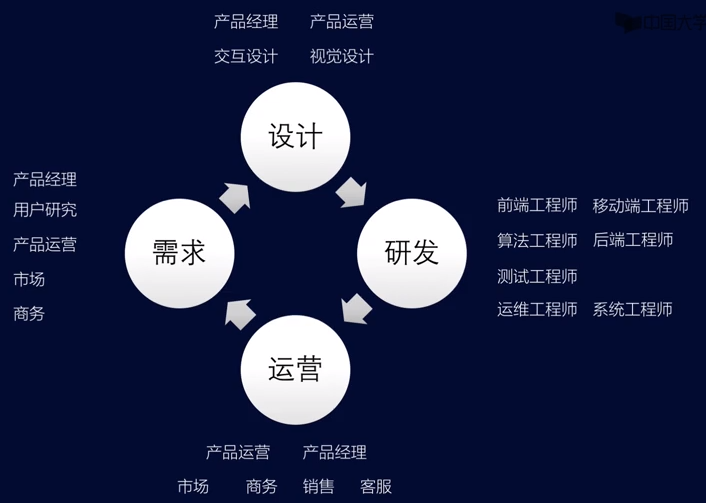 产品经理 产品运营
中国大学
交互设计 视觉设计
设计
产品经理
用户研究
产品运营
市场
商务
需求
研发
前端工程师 移动端工程师
算法工程师 后端工程师
测试工程师
运维工程师 系统工程师
运营
产品运营 产品经理
市场 商务 销售 客服